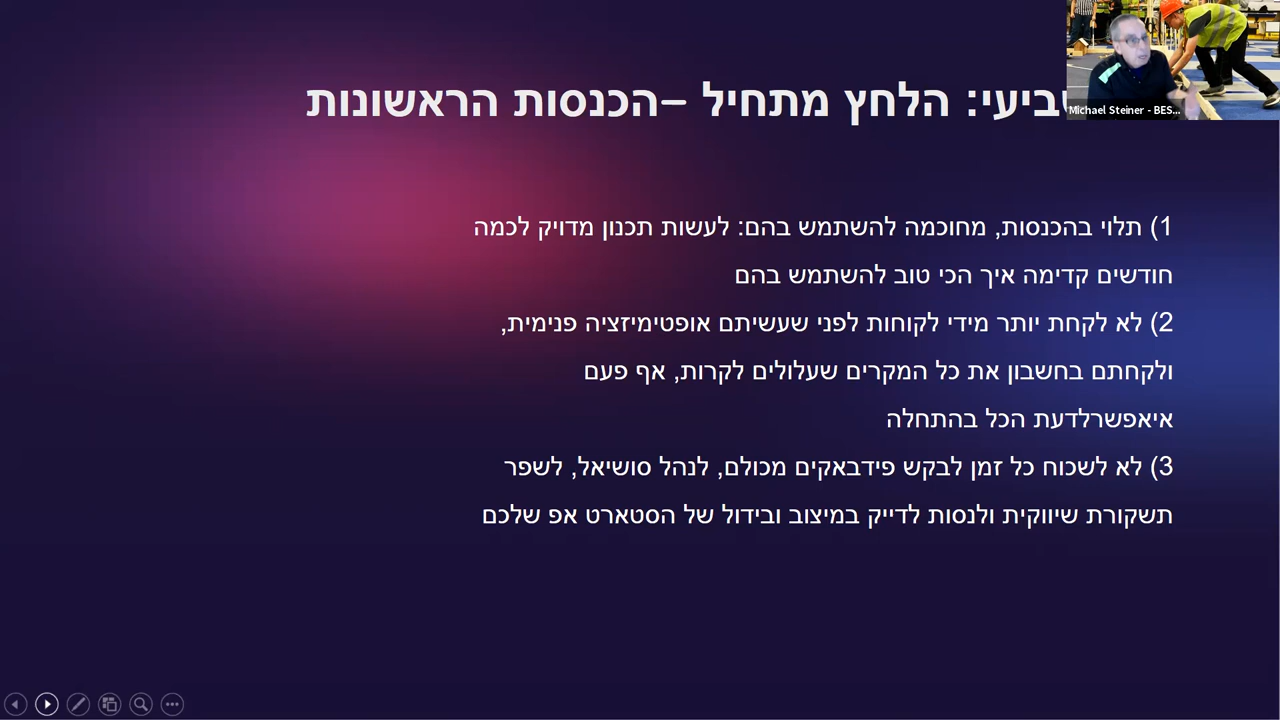 שביעי: הלחץ מתחיל –הכנסות הראשונות
Michael Steiner - BES...
1) תלוי בהכנסות, מחוכמה להשתמש בהם: לעשות תכנון מדויק לכמה
חודשים קדימה איך הכי טוב להשתמש בהם
2) לא לקחת יותר מידי לקוחות לפני שעשיתם אופטימיזציה פנימית,
ולקחתם בחשבון את כל המקרים שעלולים לקרות, אף פעם
איאפשרלדעת הכל בהתחלה
3) לא לשכוח כל זמן לבקש פידבאקים מכולם, לנהל סושיאל, לשפר
תשקורת שיווקית ולנסות לדייק במיצוב ובידול של הסטארט אפ שלכם